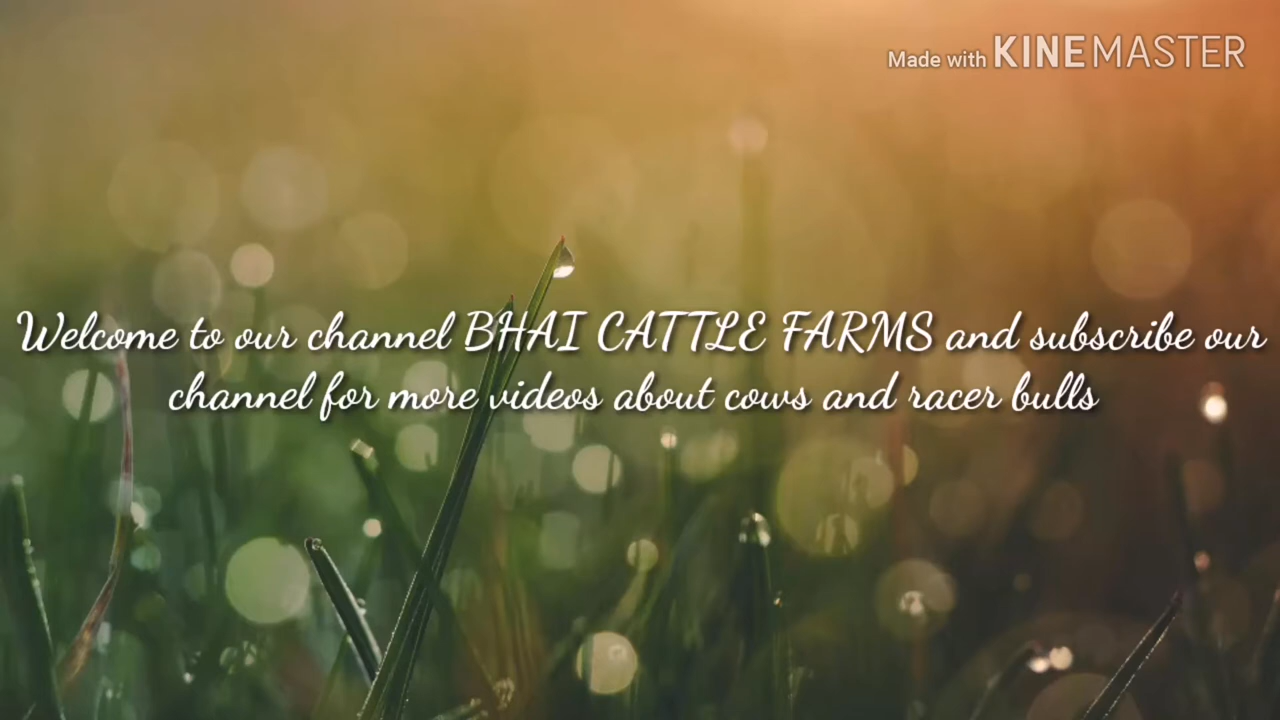 Made with KINEMASTER
Welcome to our channel BHAI CATTLE FARMS and subscribe our
channel for more videos about cows and racer bulls